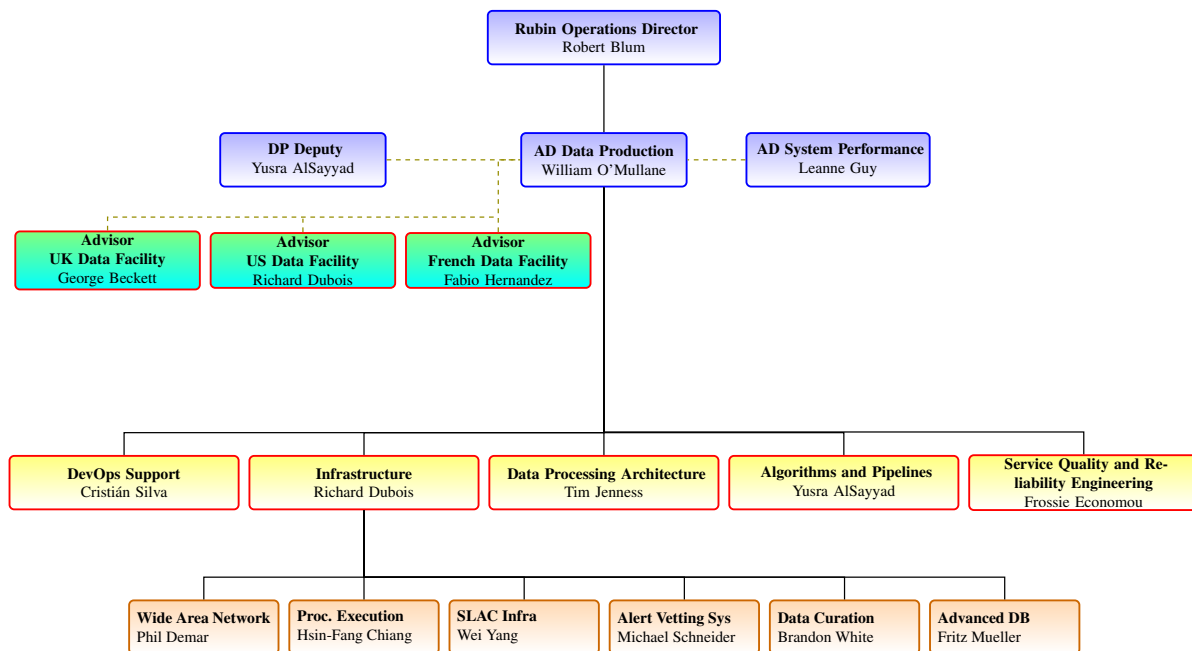 Rubin Operations Director
Robert Blum
DP Deputy
Yusra AlSayyad
AD Data Production
William O'Mullane
AD System Performance
Leanne Guy
Advisor
UK Data Facility
George Beckett
Advisor
US Data Facility
Richard Dubois
Advisor
French Data Facility
Fabio Hernandez
DevOps Support
Cristián Silva
Infrastructure
Richard Dubois
Data Processing Architecture
Tim Jenness
Algorithms and Pipelines
Yusra AlSayyad
Service Quality and Re-
liability Engineering
Frossie Economou
Wide Area Network
Phil Demar
Proc. Execution
Hsin-Fang Chiang
SLAC Infra
Wei Yang
Alert Vetting Sys
Michael Schneider
Data Curation
Brandon White
Advanced DB
Fritz Mueller